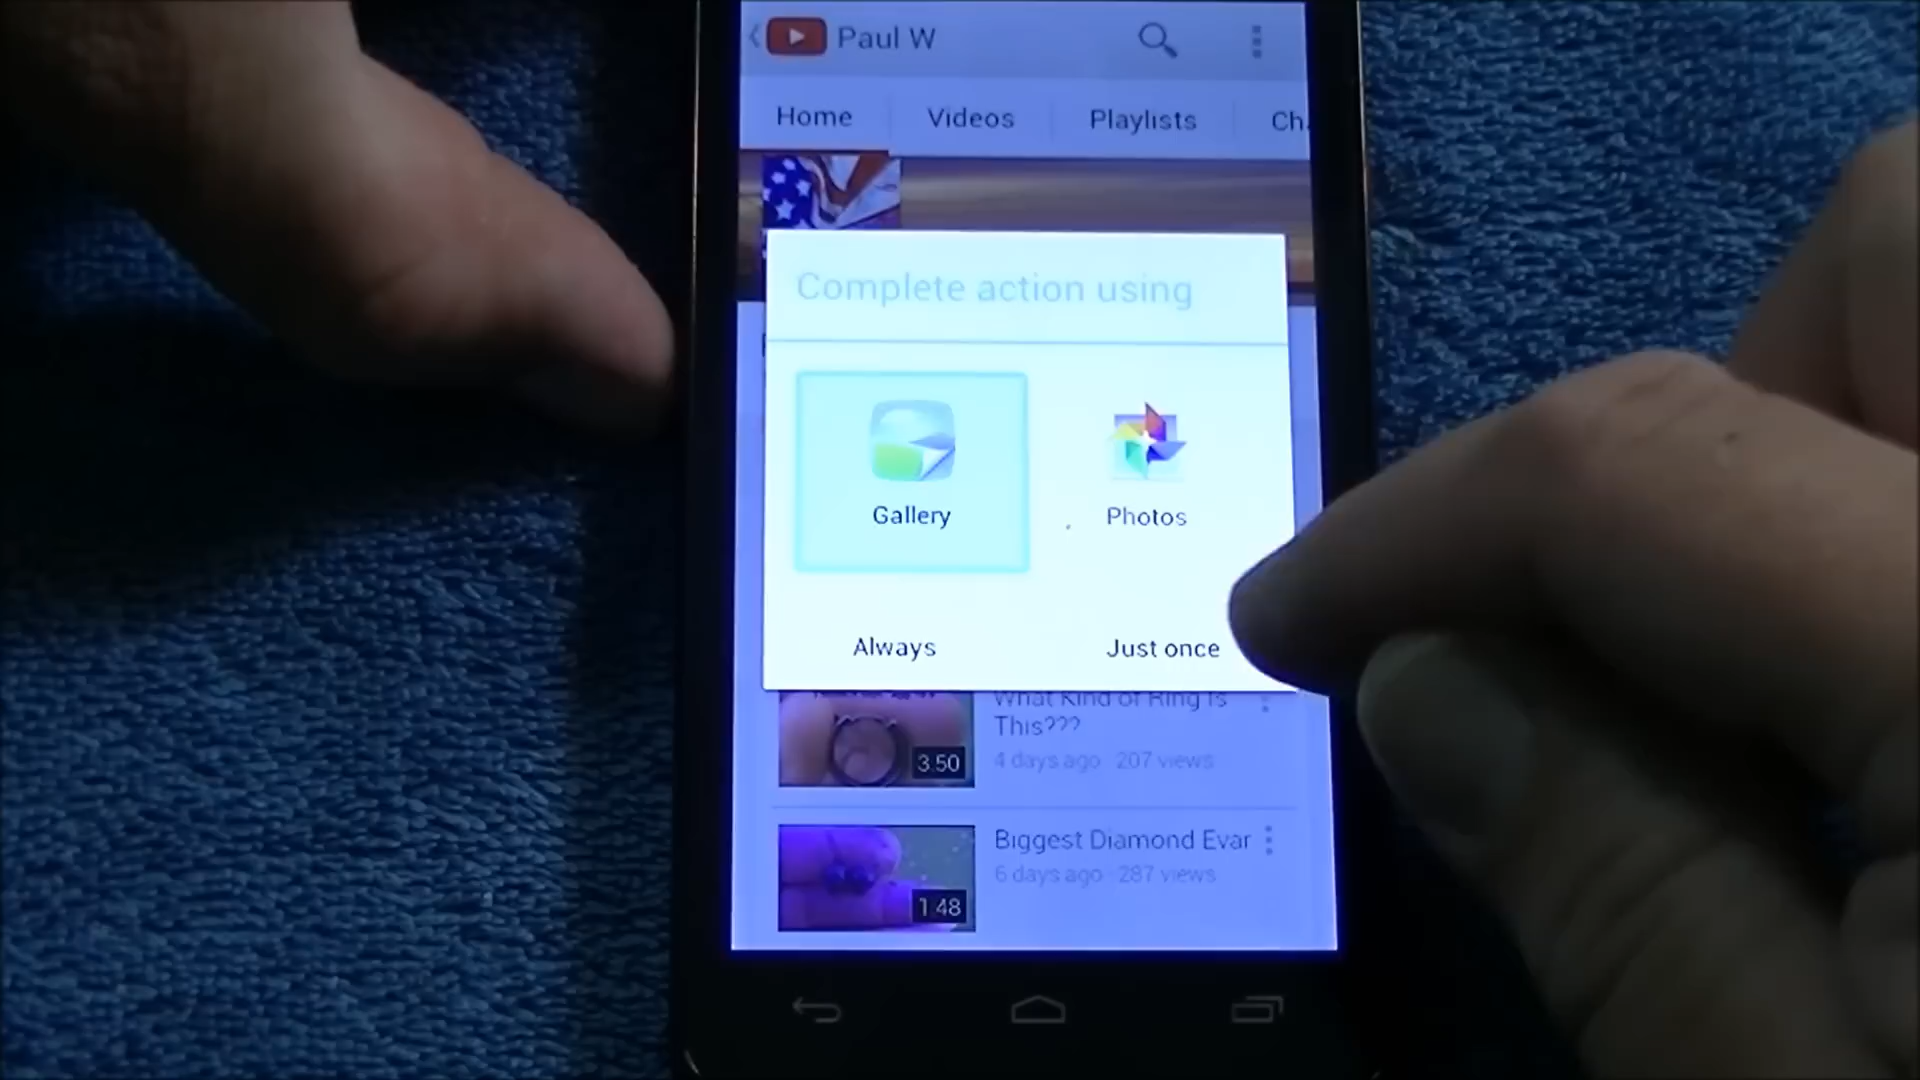 Paul W
Home Videos Playlists
Complete action using
Gallery Photos
Always Just once
What Kind of Ring Is
This???
3:50
4 days ago 207 views
Biggest Diamond Evar
6 days ago 287 views
1:48